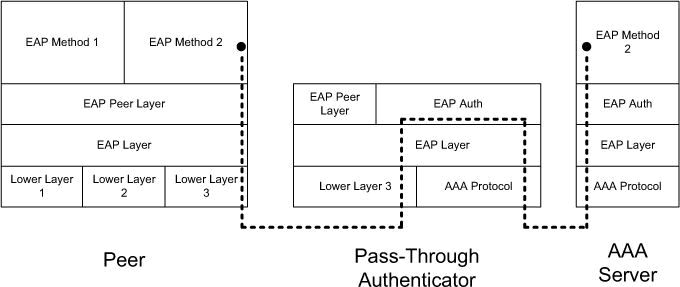 EAP Method 1
EAP Method 2
EAP Peer Layer
EAP Layer
Lower Layer
1
Lower Layer
2
Lower Layer
3
Peer
EAP Peer
Layer
EAP Auth
EAP Layer
Lower Layer 3
AAA Protocol
Pass-Through
Authenticator
EAP Method
2
EAP Auth
EAP Layer
AAA Protocol
AAA
Server